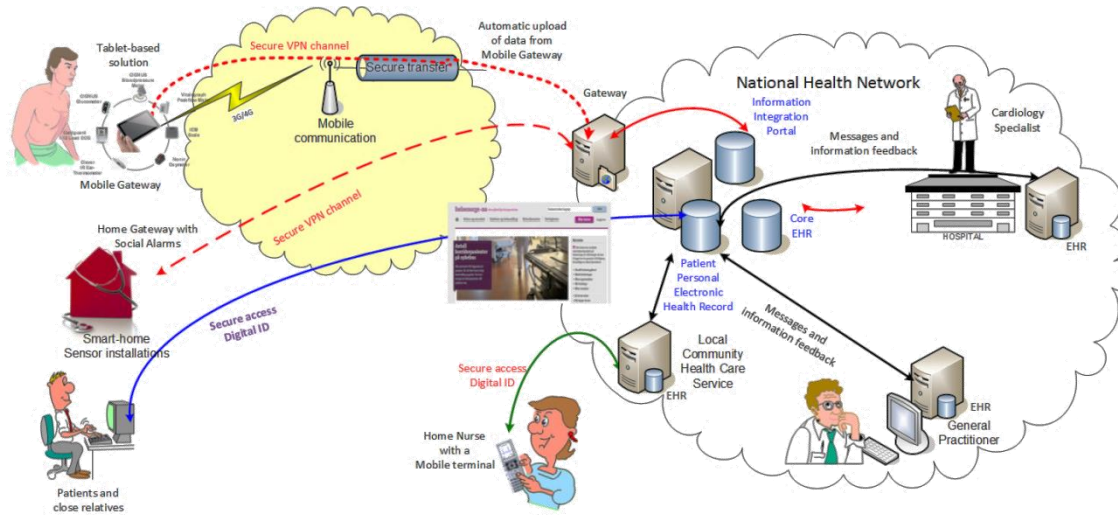 Tablet-based
solution
Mobile Gateway
Secure VPN channel
3G/4G
Mobile
communication
Secure transfer
Automatic upload
of data from
Mobile Gateway
Gateway
National Health Network
Information
Integration
Portal
Cardiology
Specialist
Messages and
information feedback
HOSPITAL
EHR
Core
EHR
Patient
Personal
Electronic
Health Record
Secure VPN channel
Home Gateway with
Social Alarms
Smart-home
Sensor installations
Secure access
Digital ID
Patients and
close relatives
Secure access
Digital ID
Home Nurse
with a
Mobile terminal
Local
Community
Health Care
Service
EHR
Messages and
information feedback
EHR
General
Practitioner